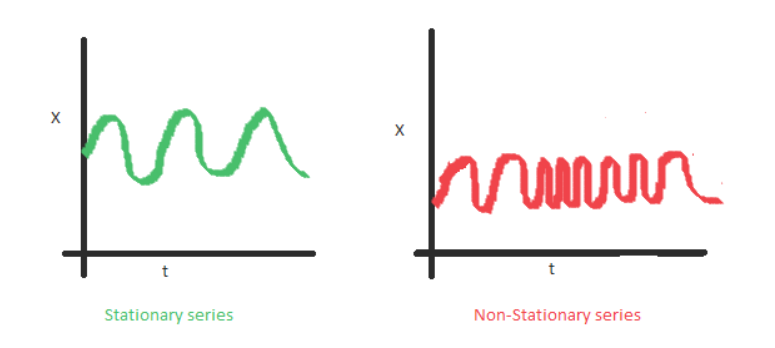 X
t
Stationary series
X
t
Non-Stationary series